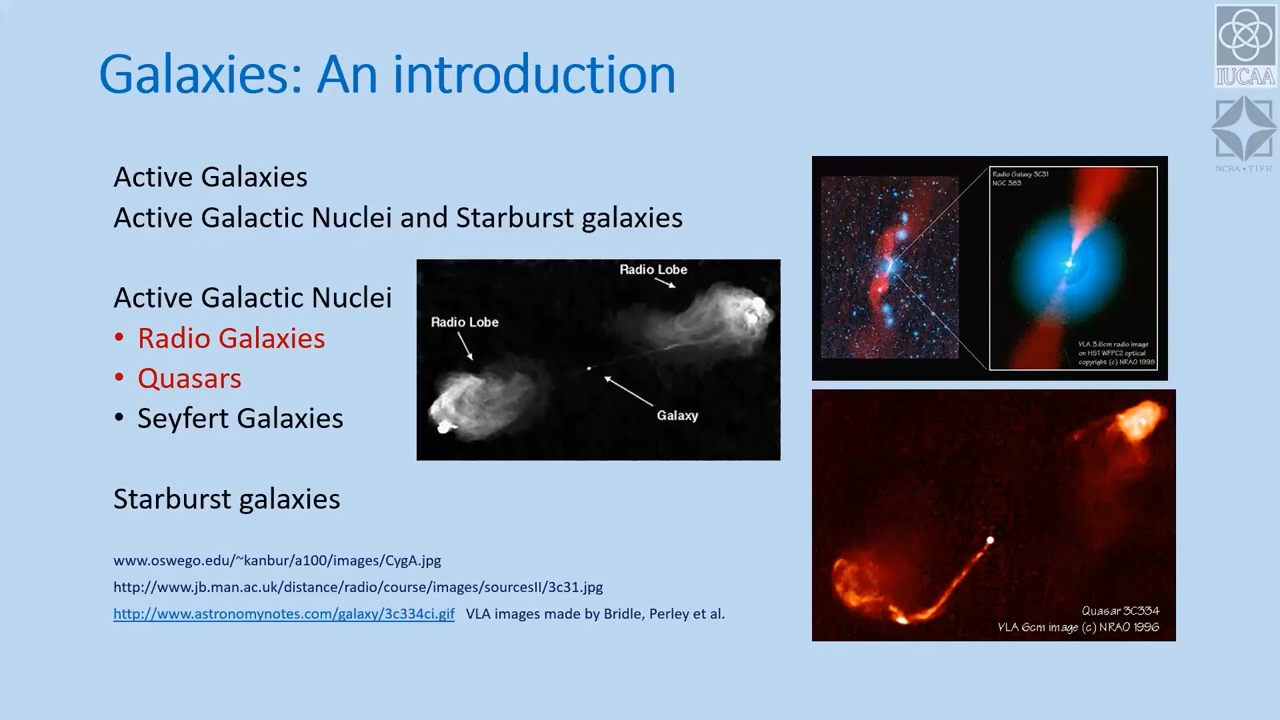 Galaxies: An introduction
IUCAA
NCRA • TIFR
Active Galaxies
Active Galactic Nuclei and Starburst galaxies
Active Galactic Nuclei
• Radio Galaxies
• Quasars
• Seyfert Galaxies
Starburst galaxies
Radio Lobe
Radio Lobe
Galaxy
Radio Galaxy 3C31
NGC 383
VLA 3.6cm radio image
on HST WFPC2 optical
copyright (c) NRAO 1998
Quasar 3C334
VLA 6cm image (c) NRAO 1996
www.oswego.edu/~kanbur/a100/images/CygA.jpg
http://www.jb.man.ac.uk/distance/radio/course/images/sourcesII/3c31.jpg
http://www.astronomynotes.com/galaxy/3c334ci.gif VLA images made by Bridle, Perley et al.